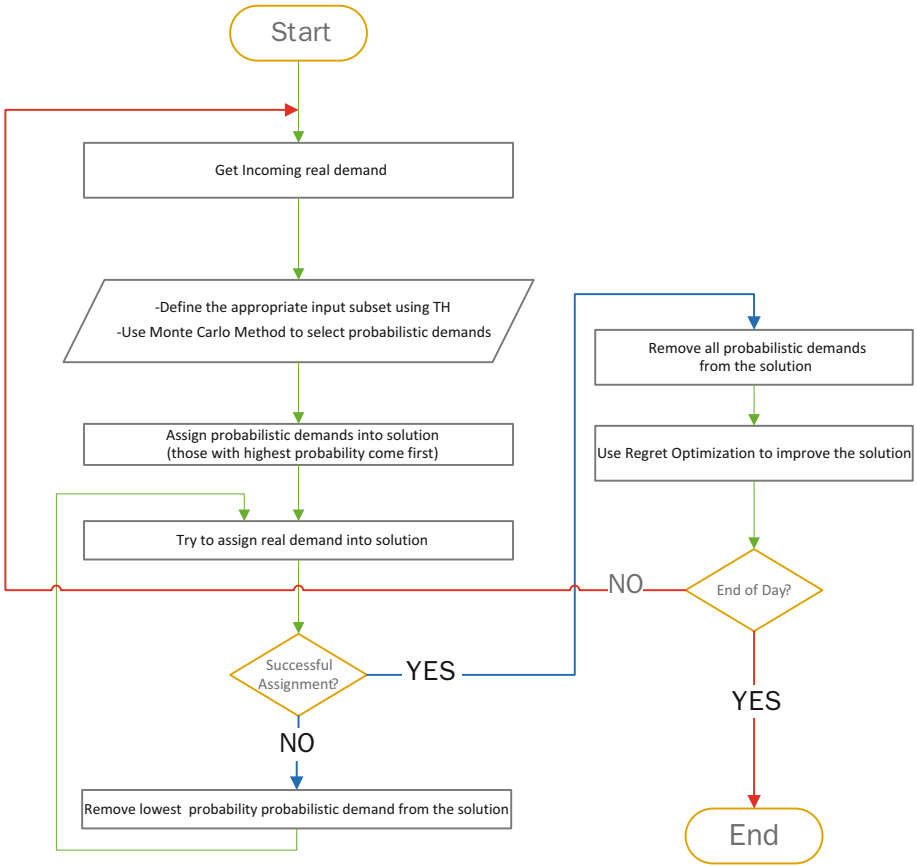 Start
Get Incoming real demand
-Define the appropriate input subset using TH
-Use Monte Carlo Method to select probabilistic demands
Assign probabilistic demands into solution
(those with highest probability come first)
Try to assign real demand into solution
Successful
Assignment?
YES
NO
Remove lowest probability probabilistic demand from the solution
Remove all probabilistic demands
from the solution
Use Regret Optimization to improve the solution
End of Day?
NO
YES
End